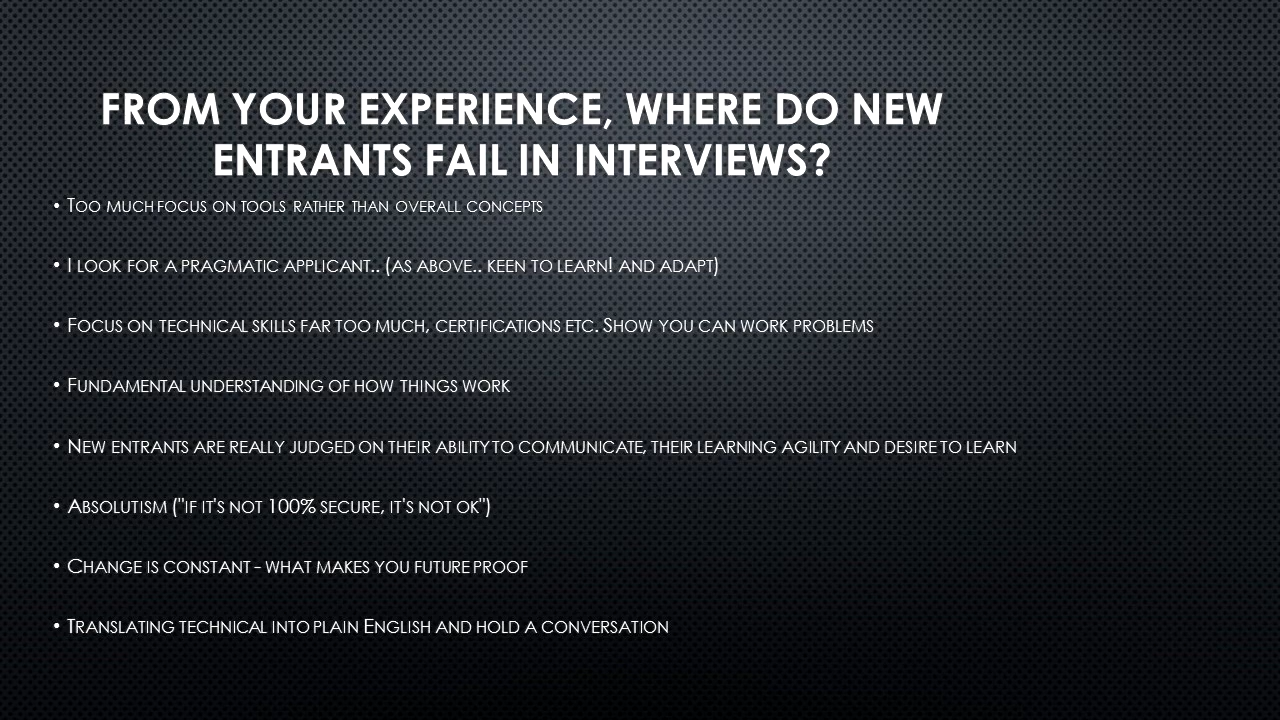 FROM YOUR EXPERIENCE, WHERE DO NEW
ENTRANTS FAIL IN INTERVIEWS?
• Too much focus on tools rather than overall concepts
• I look for a pragmatic applicant.. (as above.. keen to learn! and adapt)
• Focus on technical skills far too much, certifications etc. Show you can work problems
• Fundamental understanding of how things work
• New entrants are really judged on their ability to communicate, their learning agility and desire to learn
• Absolutism ("if it's not 100% secure, it's not ok")
• Change is constant - what makes you future proof
• Translating technical into plain English and hold a conversation